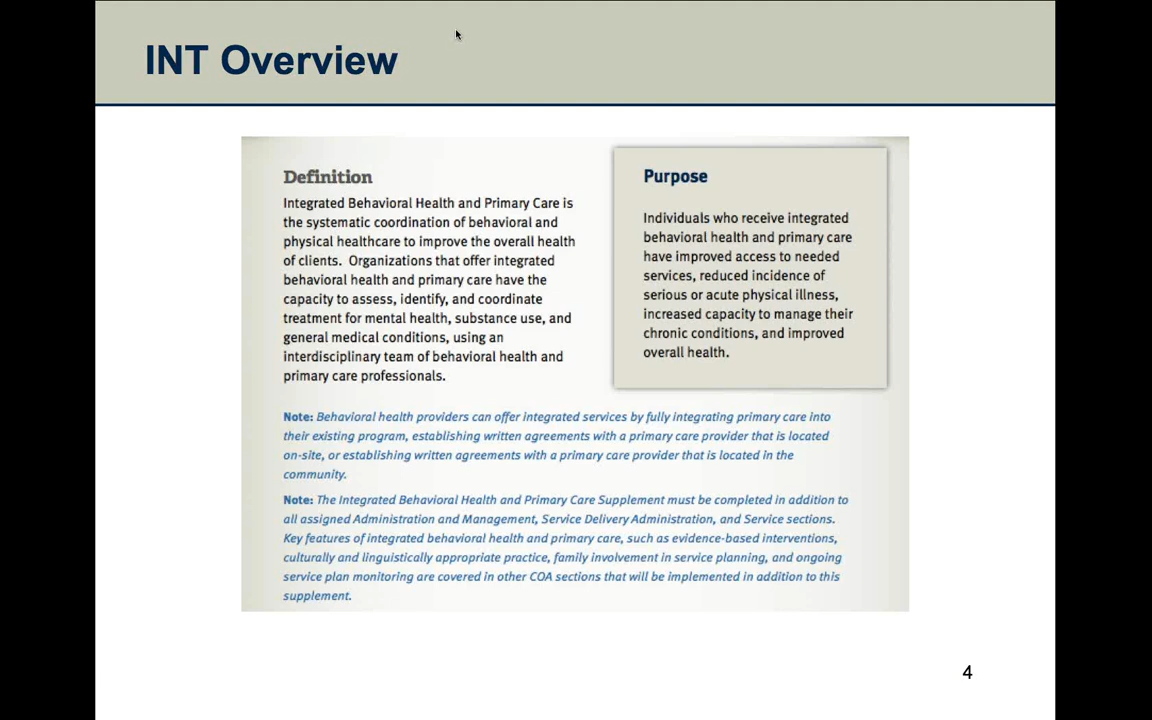 INT Overview
Definition
Integrated Behavioral Health and Primary Care is
the systematic coordination of behavioral and
physical healthcare to improve the overall health
of clients.  Organizations that offer integrated
behavioral health and primary care have the
capacity to assess, identify, and coordinate
treatment for mental health, substance use, and
general medical conditions, using an
interdisciplinary team of behavioral health and
primary care professionals.
Purpose
Individuals who receive integrated
behavioral health and primary care
have improved access to needed
services, reduced incidence of
serious or acute physical illness,
increased capacity to manage their
chronic conditions, and improved
overall health.
Note: Behavioral health providers can offer integrated services by fully integrating primary care into
their existing program, establishing written agreements with a primary care provider that is located
on-site, or establishing written agreements with a primary care provider that is located in the
community.
Note: The Integrated Behavioral Health and Primary Care Supplement must be completed in addition to
all assigned Administration and Management, Service Delivery Administration, and Service sections.
Key features of integrated behavioral health and primary care, such as evidence-based interventions,
culturally and linguistically appropriate practice, family involvement in service planning, and ongoing
service plan monitoring are covered in other COA sections that will be implemented in addition to this
supplement.
4